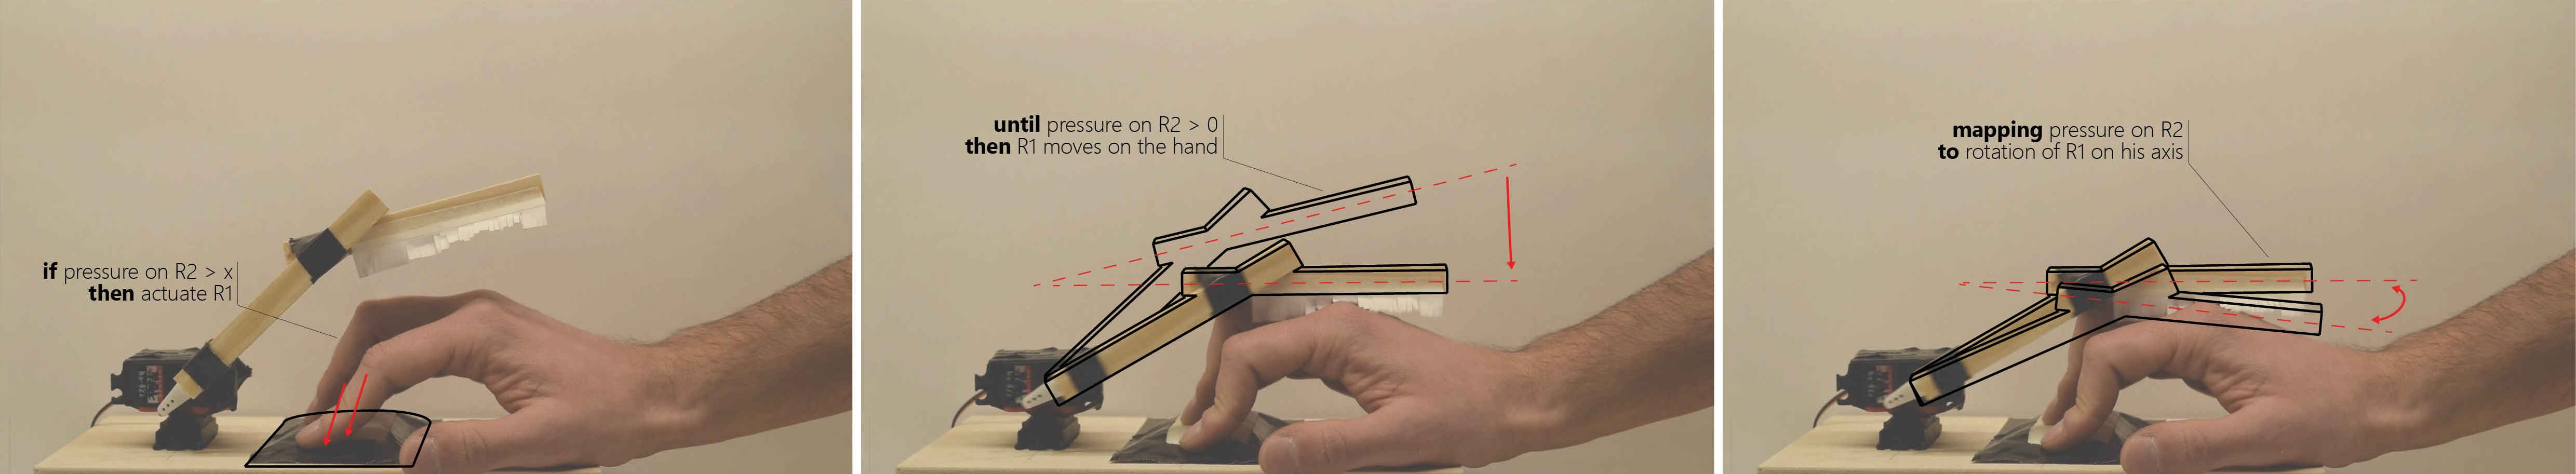 if pressure on R2 > x
then actuate R1
until pressure on R2 > 0
then R1 moves on the hand
mapping pressure on R2
to rotation of R1 on his axis